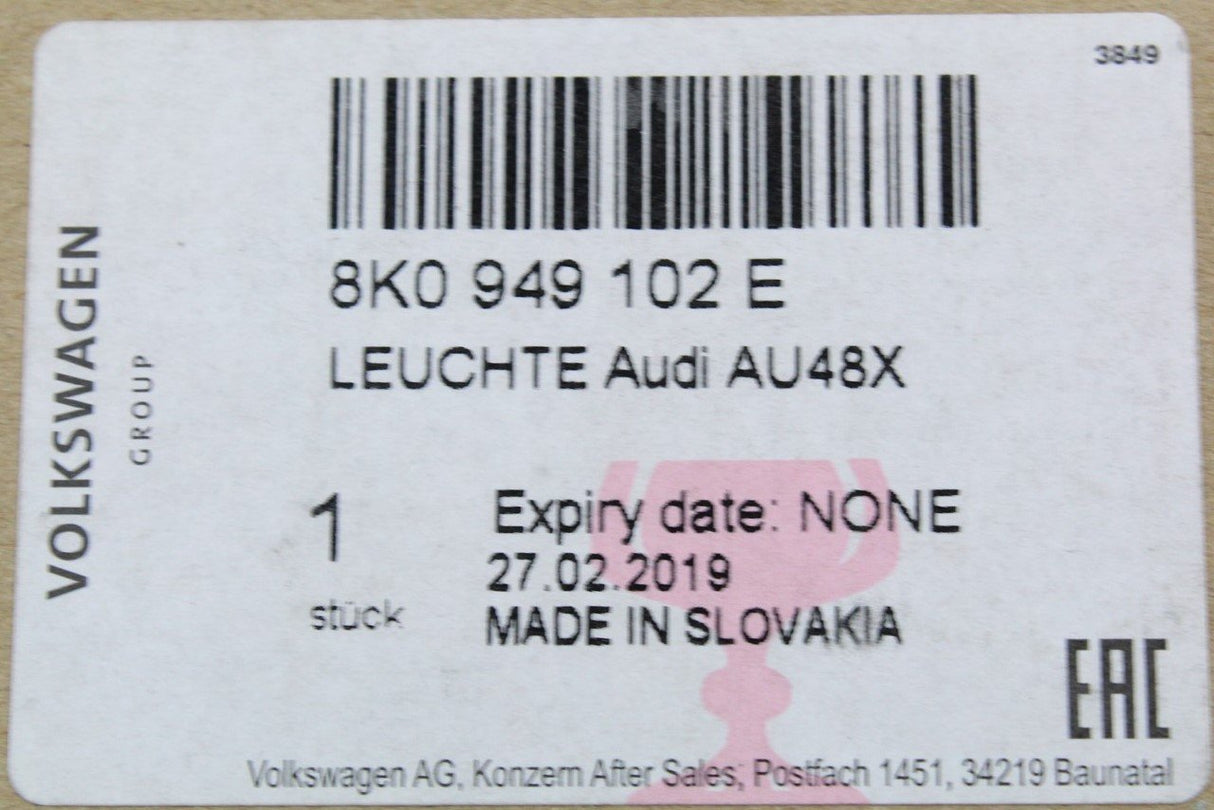 3849
8K0 949 102 E
LEUCHTE Audi AU48X
VOLKSWAGEN
GROUP
1
stück
Expiry date: NONE
27.02.2019
MADE IN SLOVAKIA
EAC
Volkswagen AG, Konzern After Sales, Postfach 1451, 34219 Baunatal